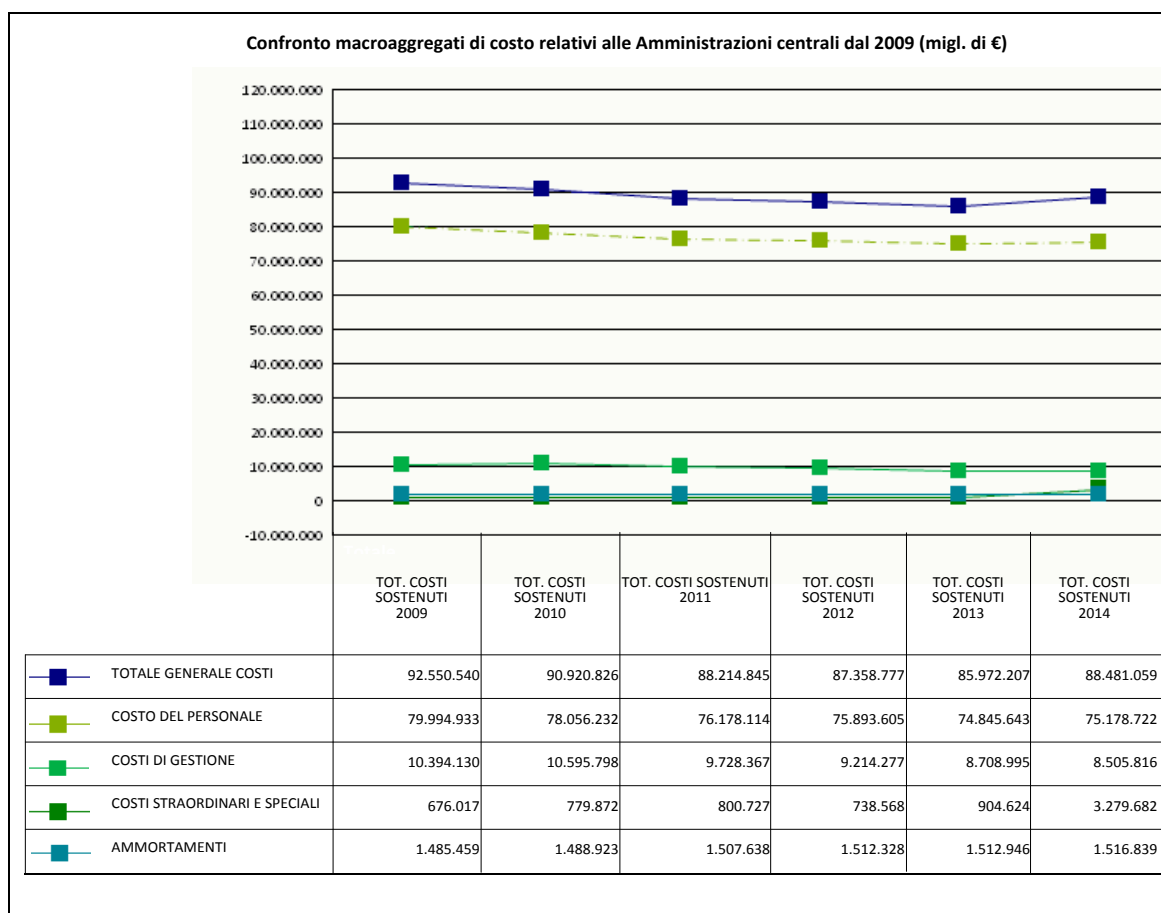 Confronto macroaggregati di costo relativi alle Amministrazioni centrali dal 2009 (migl. di €)
120.000.000
110.000.000
100.000.000
90.000.000
80.000.000
70.000.000
60.000.000
50.000.000
40.000.000
30.000.000
20.000.000
10.000.000
0
-10.000.000
TOT. COSTI SOSTENUTI 2009
TOT. COSTI SOSTENUTI 2010
TOT. COSTI SOSTENUTI 2011
TOT. COSTI SOSTENUTI 2012
TOT. COSTI SOSTENUTI 2013
TOT. COSTI SOSTENUTI 2014
TOTALE GENERALE COSTI 92.550.540 90.920.826 88.214.845 87.358.777 85.972.207 88.481.059
COSTO DEL PERSONALE 79.994.933 78.056.232 76.178.114 75.893.605 74.845.643 75.178.722
COSTI DI GESTIONE 10.394.130 10.595.798 9.728.367 9.214.277 8.708.995 8.505.816
COSTI STRAORDINARI E SPECIALI 676.017 779.872 800.727 738.568 904.624 3.279.682
AMMORTAMENTI 1.485.459 1.488.923 1.507.638 1.512.328 1.512.946 1.516.839